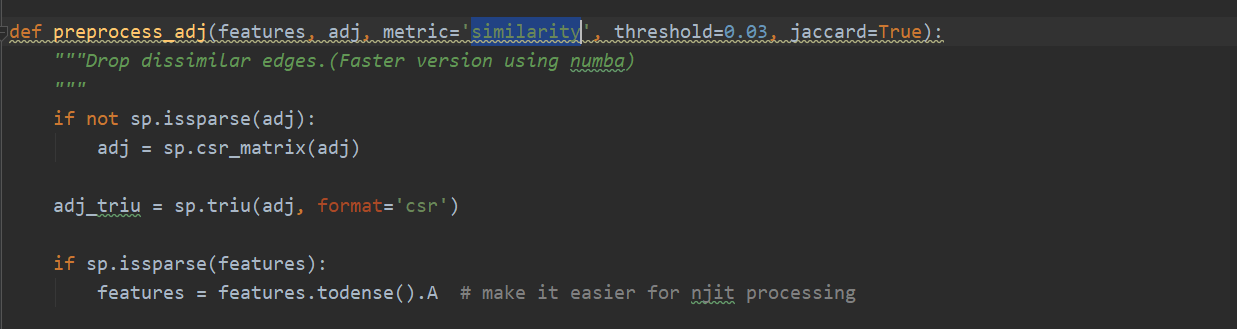 def preprocess_adj(features, adj, metric='similarity', threshold=0.03, jaccard=True):
"""Drop dissimilar edges.(Faster version using numba)
"""
if not sp.issparse(adj):
adj = sp.csr_matrix(adj)
adj_triu = sp.triu(adj, format='csr')
if sp.issparse(features):
features = features.todense().A  # make it easier for njit processing